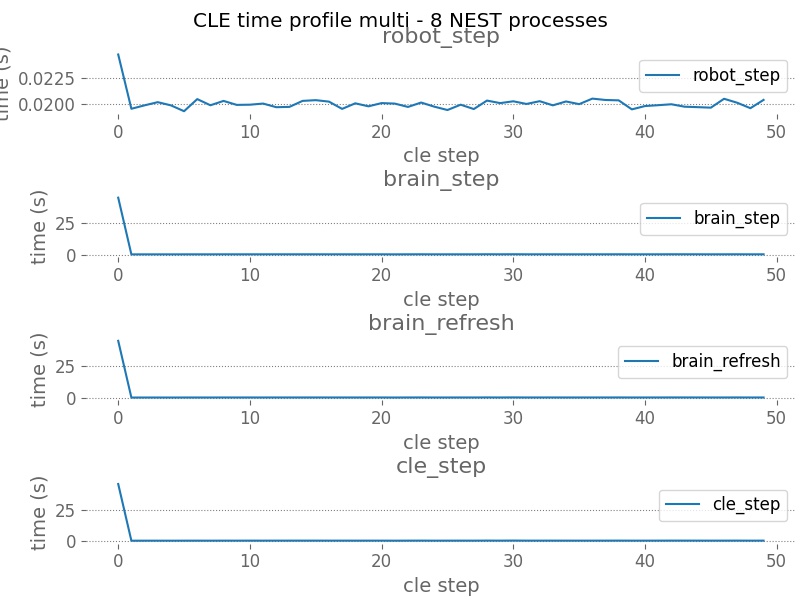 CLE time profile multi - 8 NEST processes
robot_step
time (s)
0.0225
0.0200
robot_step
0 10 20 30 40 50
cle step
brain_step
time (s)
25
0
brain_step
0 10 20 30 40 50
cle step
brain_refresh
time (s)
25
0
brain_refresh
0 10 20 30 40 50
cle step
cle_step
time (s)
25
0
cle_step
0 10 20 30 40 50
cle step